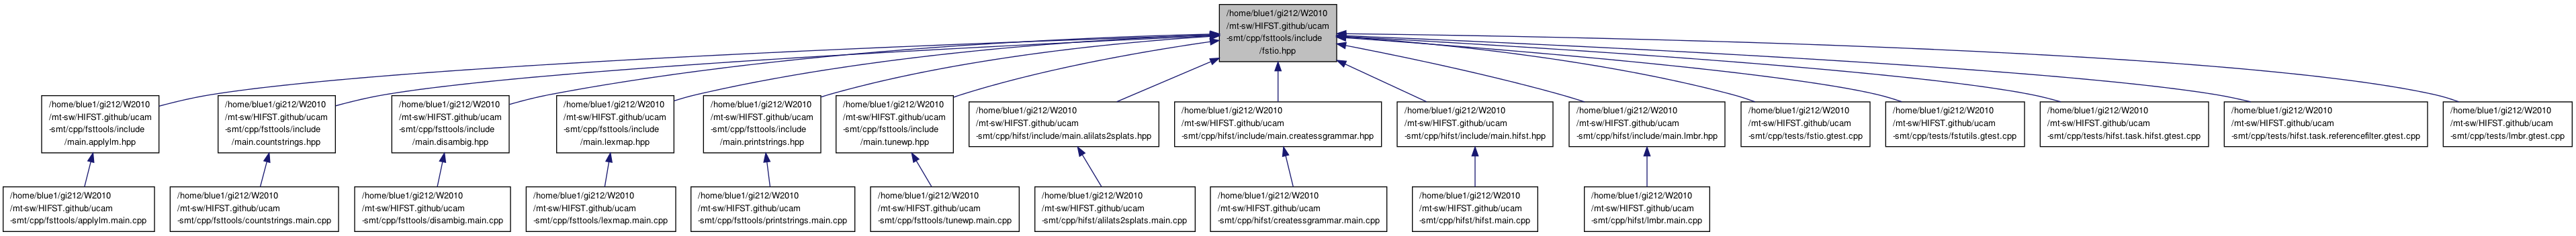 /home/blue1/gi212/W2010
/mt-sw/HIFST.github/ucam
-smt/cpp/fsttools/include
/fstio.hpp
/home/blue1/gi212/W2010
/mt-sw/HIFST.github/ucam
-smt/cpp/fsttools/include
/main.applylm.hpp
/home/blue1/gi212/W2010
/mt-sw/HIFST.github/ucam
-smt/cpp/fsttools/include
/main.countstrings.hpp
/home/blue1/gi212/W2010
/mt-sw/HIFST.github/ucam
-smt/cpp/fsttools/include
/main.disambig.hpp
/home/blue1/gi212/W2010
/mt-sw/HIFST.github/ucam
-smt/cpp/fsttools/include
/main.lexmap.hpp
/home/blue1/gi212/W2010
/mt-sw/HIFST.github/ucam
-smt/cpp/fsttools/include
/main.printstrings.hpp
/home/blue1/gi212/W2010
/mt-sw/HIFST.github/ucam
-smt/cpp/fsttools/include
/main.tunewp.hpp
/home/blue1/gi212/W2010
/mt-sw/HIFST.github/ucam
-smt/cpp/hifst/include/main.alilats2splats.hpp
/home/blue1/gi212/W2010
/mt-sw/HIFST.github/ucam
-smt/cpp/hifst/include/main.createssgrammar.hpp
/home/blue1/gi212/W2010
/mt-sw/HIFST.github/ucam
-smt/cpp/hifst/include/main.hifst.hpp
/home/blue1/gi212/W2010
/mt-sw/HIFST.github/ucam
-smt/cpp/hifst/include/main.lmbr.hpp
/home/blue1/gi212/W2010
/mt-sw/HIFST.github/ucam
-smt/cpp/tests/fstio.gtest.cpp
/home/blue1/gi212/W2010
/mt-sw/HIFST.github/ucam
-smt/cpp/tests/fstutils.gtest.cpp
/home/blue1/gi212/W2010
/mt-sw/HIFST.github/ucam
-smt/cpp/tests/hifst.task.hifst.gtest.cpp
/home/blue1/gi212/W2010
/mt-sw/HIFST.github/ucam
-smt/cpp/tests/hifst.task.referencefilter.gtest.cpp
/home/blue1/gi212/W2010
/mt-sw/HIFST.github/ucam
-smt/cpp/tests/lmbr.gtest.cpp
/home/blue1/gi212/W2010
/mt-sw/HIFST.github/ucam
-smt/cpp/fsttools/applylm.main.cpp
/home/blue1/gi212/W2010
/mt-sw/HIFST.github/ucam
-smt/cpp/fsttools/countstrings.main.cpp
/home/blue1/gi212/W2010
/mt-sw/HIFST.github/ucam
-smt/cpp/fsttools/disambig.main.cpp
/home/blue1/gi212/W2010
/mt-sw/HIFST.github/ucam
-smt/cpp/fsttools/lexmap.main.cpp
/home/blue1/gi212/W2010
/mt-sw/HIFST.github/ucam
-smt/cpp/fsttools/printstrings.main.cpp
/home/blue1/gi212/W2010
/mt-sw/HIFST.github/ucam
-smt/cpp/fsttools/tunewp.main.cpp
/home/blue1/gi212/W2010
/mt-sw/HIFST.github/ucam
-smt/cpp/hifst/alilats2splats.main.cpp
/home/blue1/gi212/W2010
/mt-sw/HIFST.github/ucam
-smt/cpp/hifst/createssgrammar.main.cpp
/home/blue1/gi212/W2010
/mt-sw/HIFST.github/ucam
-smt/cpp/hifst/hifst.main.cpp
/home/blue1/gi212/W2010
/mt-sw/HIFST.github/ucam
-smt/cpp/hifst/lmbr.main.cpp